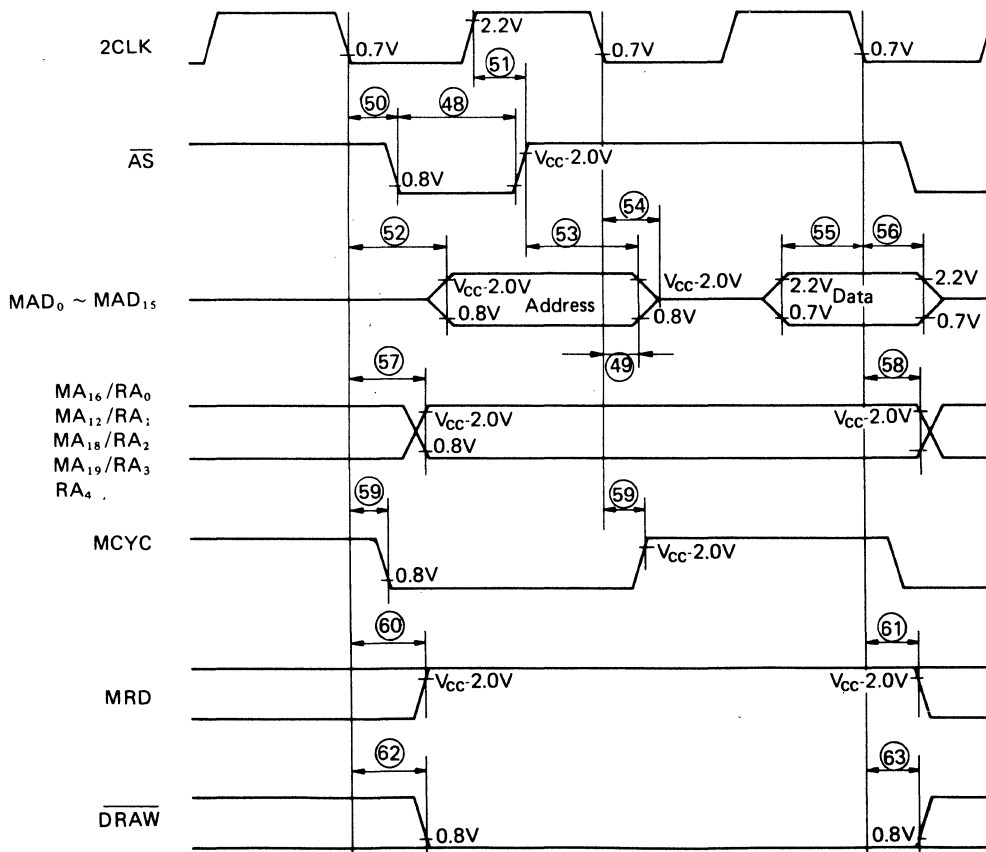 2CLK
0.7V
2.2V
0.7V
0.7V
51
50
48
AS
0.8V
Vcc-2.0V
54
52
53
55
56
MAD₀ ~ MAD₁₅
Vcc-2.0V
0.8V
Address
Vcc-2.0V
0.8V
2.2V
0.7V
Data
2.2V
0.7V
49
57
58
MA₁₆/RA₀
MA₁₂/RA₁
MA₁₈/RA₂
MA₁₉/RA₃
RA₄
Vcc-2.0V
0.8V
Vcc-2.0V
59
59
MCYC
0.8V
Vcc-2.0V
60
61
MRD
Vcc-2.0V
Vcc-2.0V
62
63
DRAW
0.8V
0.8V